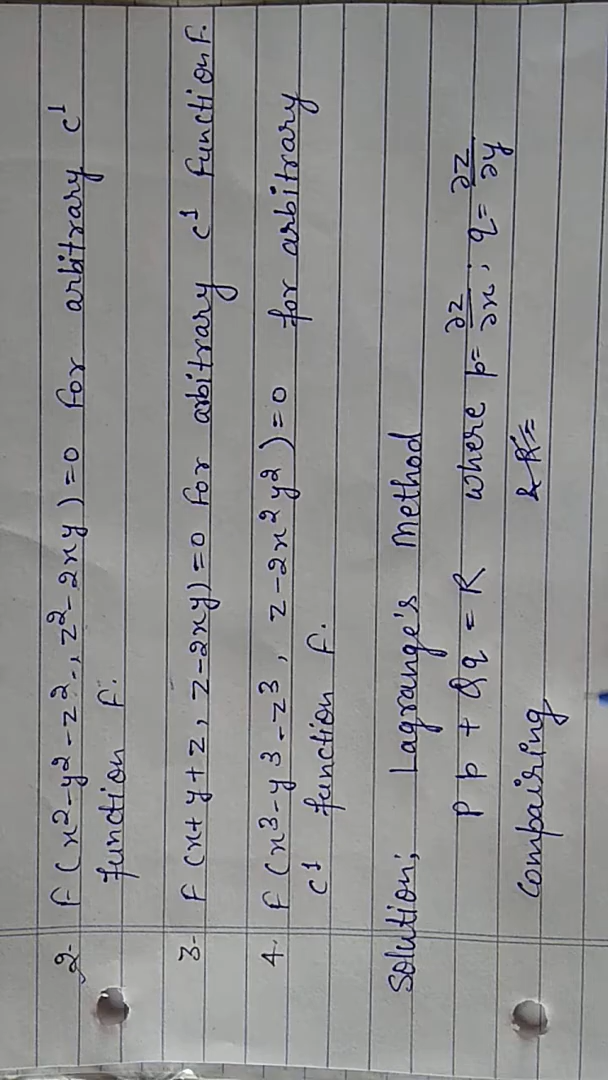 2. F(x²-y²-z², z²-2xy)=0 for arbitrary c¹
function F.
3- F(x+y+z, z-2xy)=0 for arbitrary c¹ function F.
4. F(x³-y³-z³, z-2x²y²)=0 for arbitrary
c¹ function F.
Solution; Lagrange's Method
Pp + Qq = R where p= ∂z/∂x ; q= ∂z/∂y
Compairing &